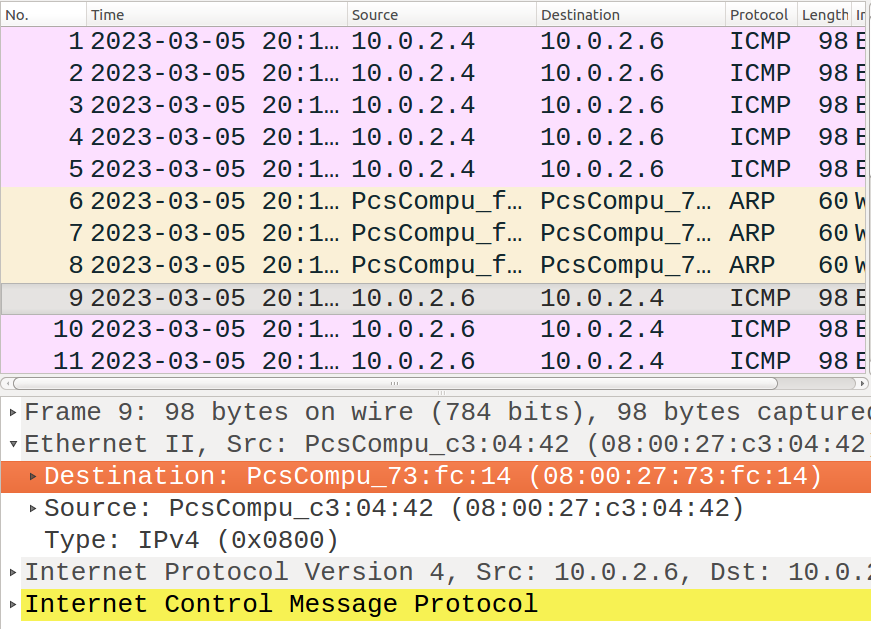 No. Time Source Destination Protocol Length
1 2023-03-05 20:1… 10.0.2.4 10.0.2.6 ICMP 98 E
2 2023-03-05 20:1… 10.0.2.4 10.0.2.6 ICMP 98 E
3 2023-03-05 20:1… 10.0.2.4 10.0.2.6 ICMP 98 E
4 2023-03-05 20:1… 10.0.2.4 10.0.2.6 ICMP 98 E
5 2023-03-05 20:1… 10.0.2.4 10.0.2.6 ICMP 98 E
6 2023-03-05 20:1… PcsCompu_f… PcsCompu_7… ARP 60 W
7 2023-03-05 20:1… PcsCompu_f… PcsCompu_7… ARP 60 W
8 2023-03-05 20:1… PcsCompu_f… PcsCompu_7… ARP 60 W
9 2023-03-05 20:1… 10.0.2.6 10.0.2.4 ICMP 98 E
10 2023-03-05 20:1… 10.0.2.6 10.0.2.4 ICMP 98 E
11 2023-03-05 20:1… 10.0.2.6 10.0.2.4 ICMP 98 E
Frame 9: 98 bytes on wire (784 bits), 98 bytes captured
Ethernet II, Src: PcsCompu_c3:04:42 (08:00:27:c3:04:42
Destination: PcsCompu_73:fc:14 (08:00:27:73:fc:14)
Source: PcsCompu_c3:04:42 (08:00:27:c3:04:42)
Type: IPv4 (0x0800)
Internet Protocol Version 4, Src: 10.0.2.6, Dst: 10.0.2
Internet Control Message Protocol